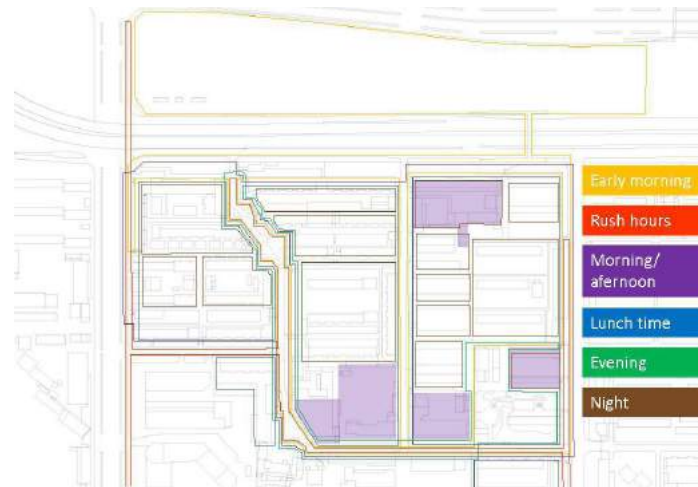 Early morning
Rush hours
Morning/
afernoon
Lunch time
Evening
Night